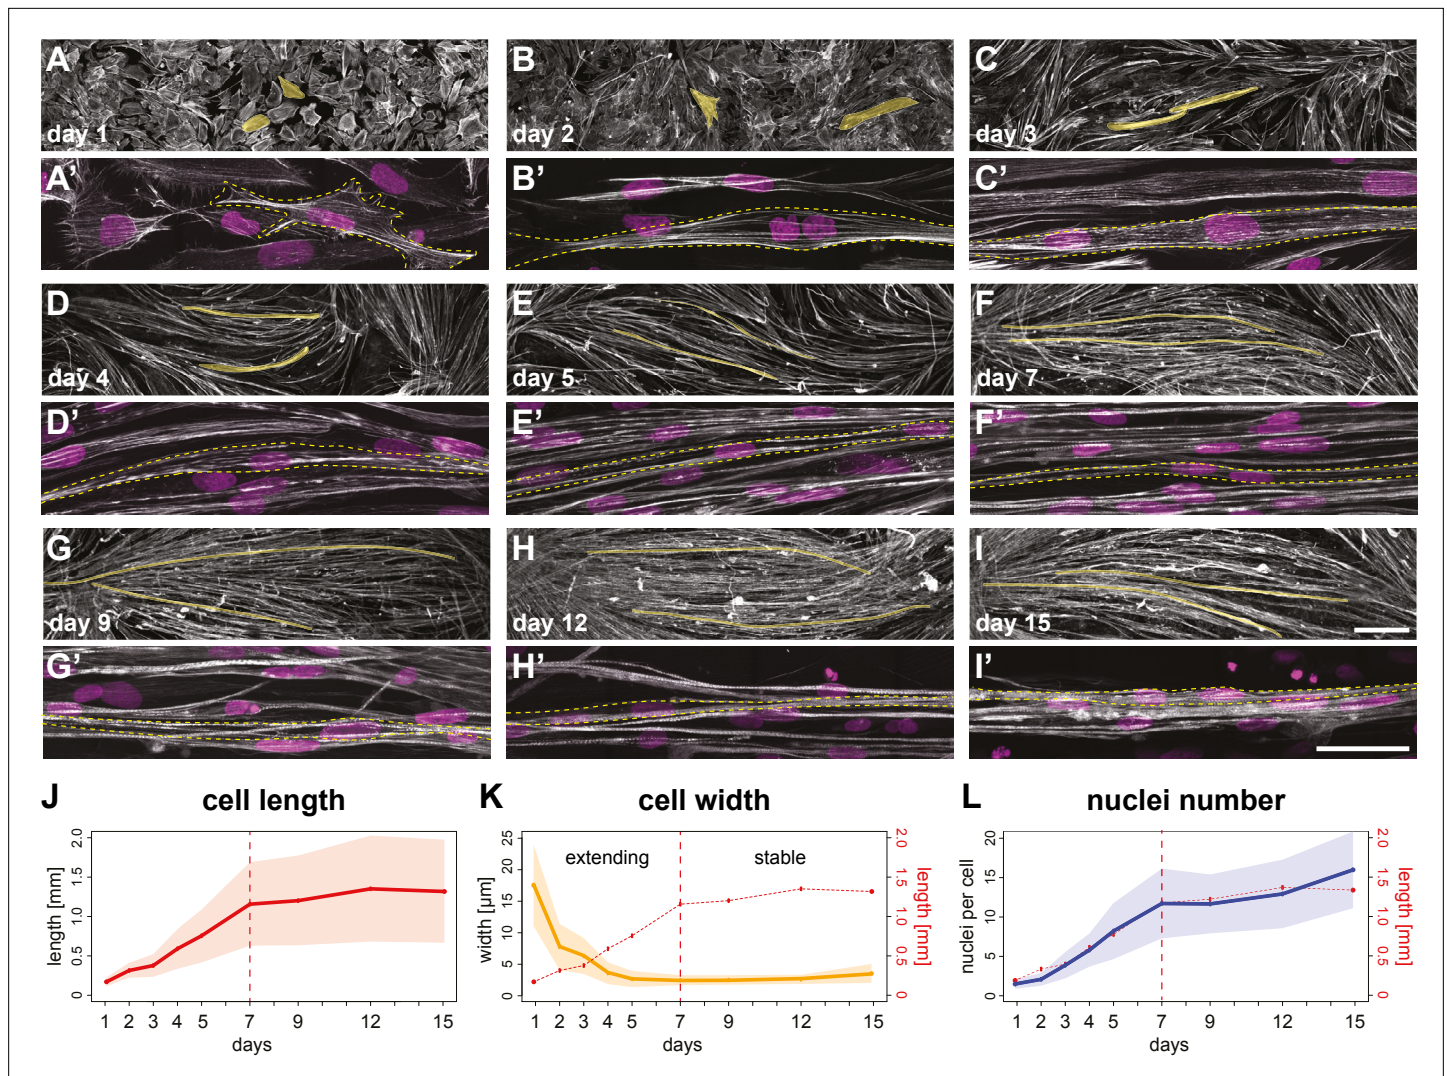 A B C
day 1 day 2 day 3
A' B' C'
D E F
day 4 day 5 day 7
D' E' F'
G H I
day 9 day 12 day 15
G' H' I'
J cell length
2.0
1.5
1.0
0.5
0
length [mm]
1 2 3 4 5 7 9 12 15
days
K cell width
extending stable
25
20
15
10
5
0
width [µm]
2.0
1.5
1.0
0.5
0
length [mm]
1 2 3 4 5 7 9 12 15
days
L nuclei number
20
15
10
5
0
nuclei per cell
2.0
1.5
1.0
0.5
0
length [mm]
1 2 3 4 5 7 9 12 15
days